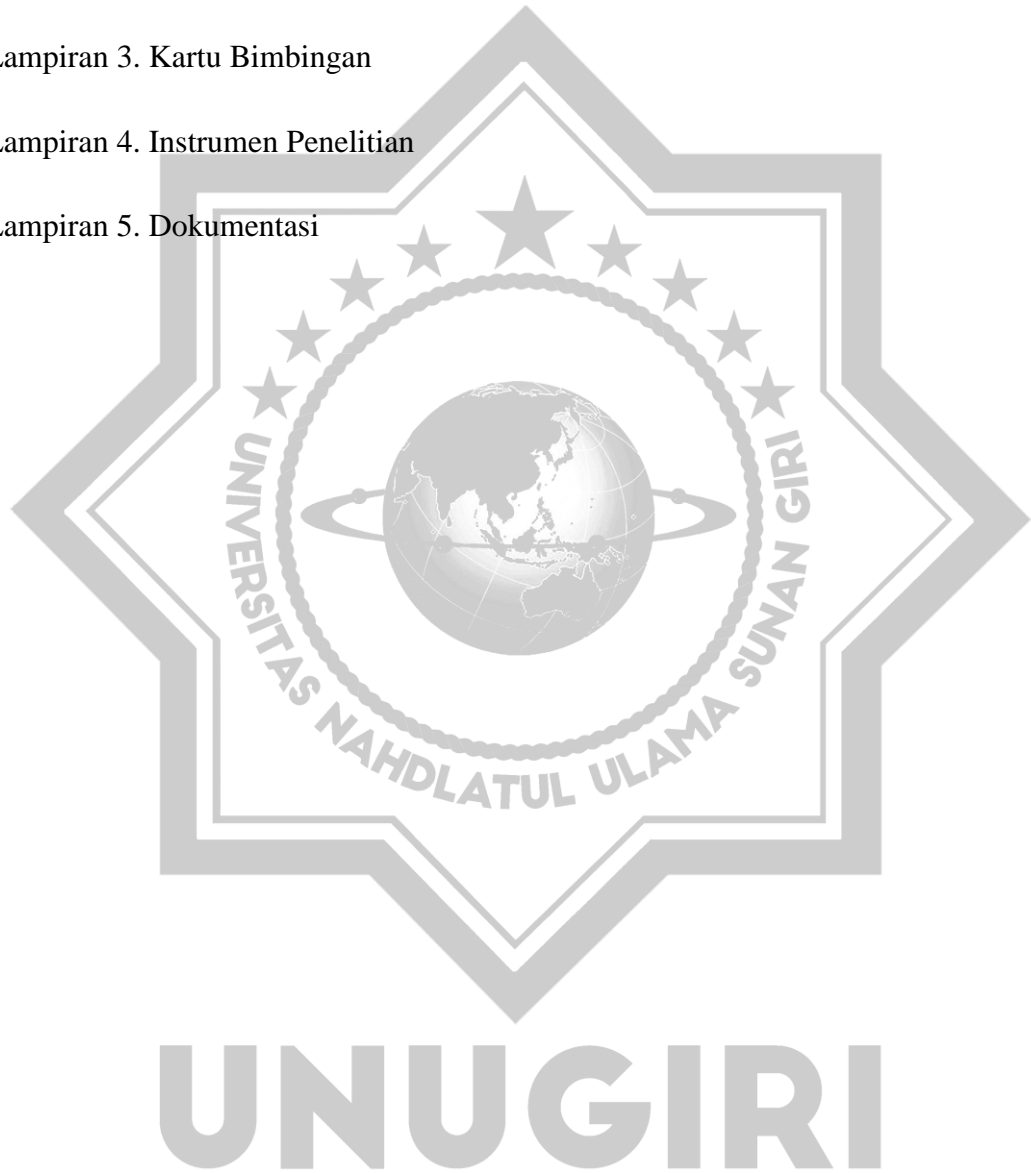 Lampiran 3. Kartu Bimbingan
Lampiran 4. Instrumen Penelitian
Lampiran 5. Dokumentasi
UNIVERSITAS NAHDLATUL ULAMA SUNAN GIRI
UNUGIRI